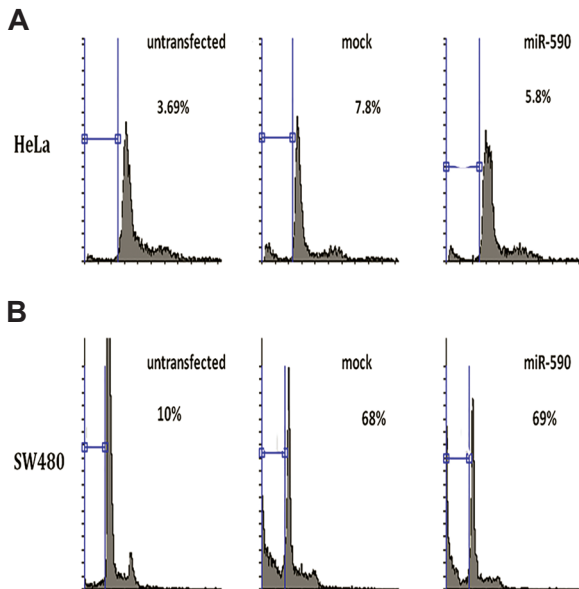 A
untransfected mock miR-590
3.69% 7.8% 5.8%
HeLa
B
untransfected mock miR-590
10% 68% 69%
SW480